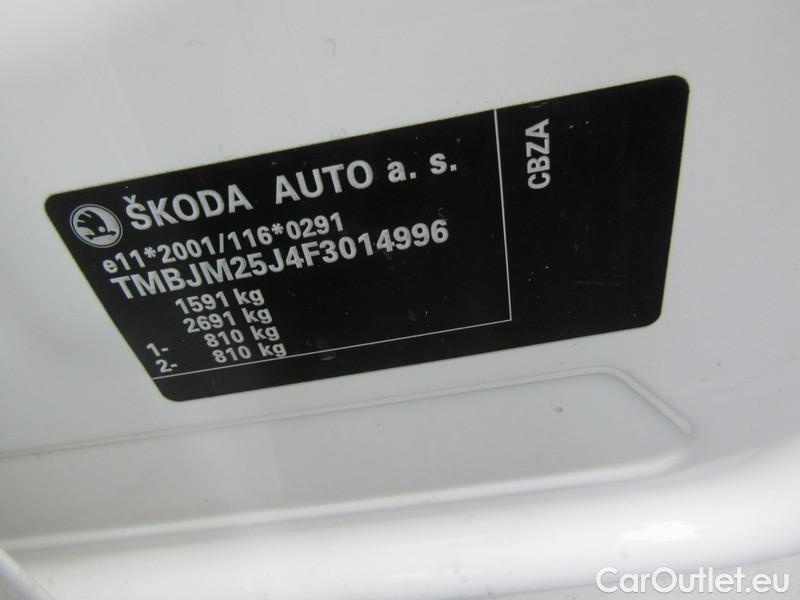 ŠKODA AUTO a. s.
e11*2001/116*0291
TMBJM25J4F3014996
1591 kg
2691 kg
1- 810 kg
2.- 810 kg
CBZA
CarOutlet.eu